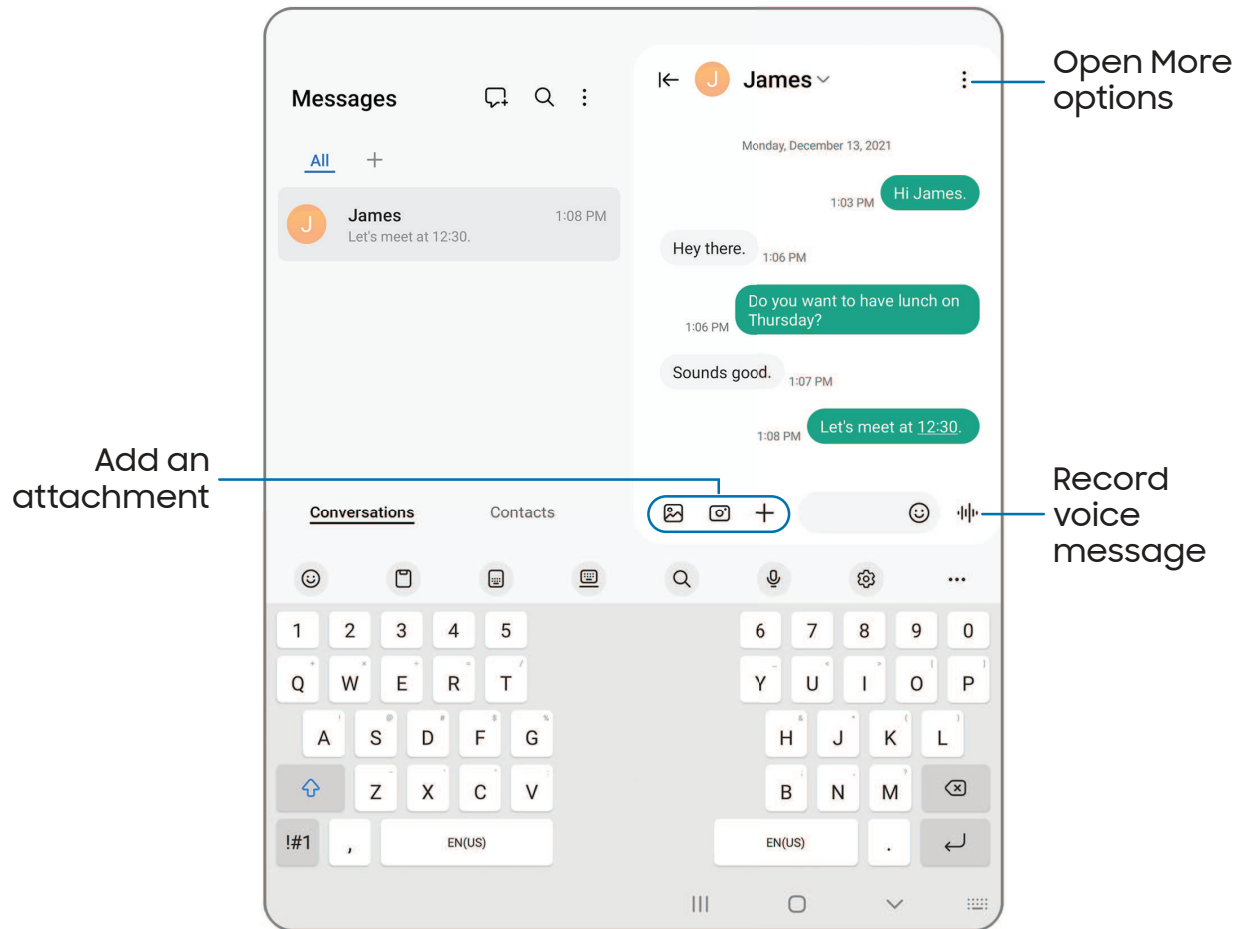 Open More
options
Messages
All
J
James
1:08 PM
Let's meet at 12:30.
J
James
Monday, December 13, 2021
Hi James.
1:03 PM
Hey there.
1:06 PM
Do you want to have lunch on
Thursday?
1:06 PM
Sounds good.
1:07 PM
Let's meet at 12:30.
1:08 PM
Add an
attachment
Record
voice
message
Conversations
Contacts
1 2 3 4 5 6 7 8 9 0
Q W E R T Y U I O P
A S D F G H J K L
Z X C V B N M
!#1 , EN(US) EN(US) .